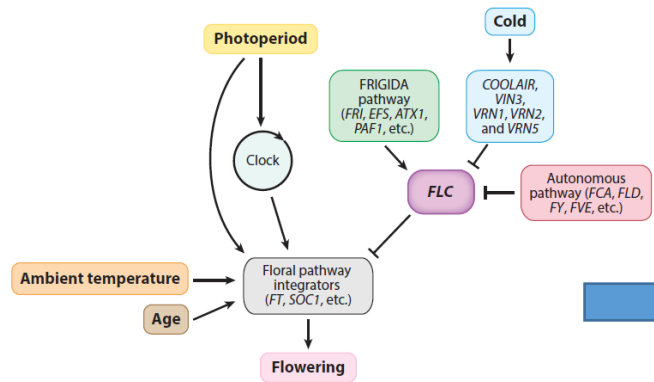 Cold
Photoperiod
FRIGIDA
pathway
(FRI, EFS, ATX1,
PAF1, etc.)
COOLAIR,
VIN3,
VRN1, VRN2,
and VRN5
Clock
FLC
Autonomous
pathway (FCA, FLD,
FY, FVE, etc.)
Ambient temperature
Floral pathway
integrators
(FT, SOC1, etc.)
Age
Flowering